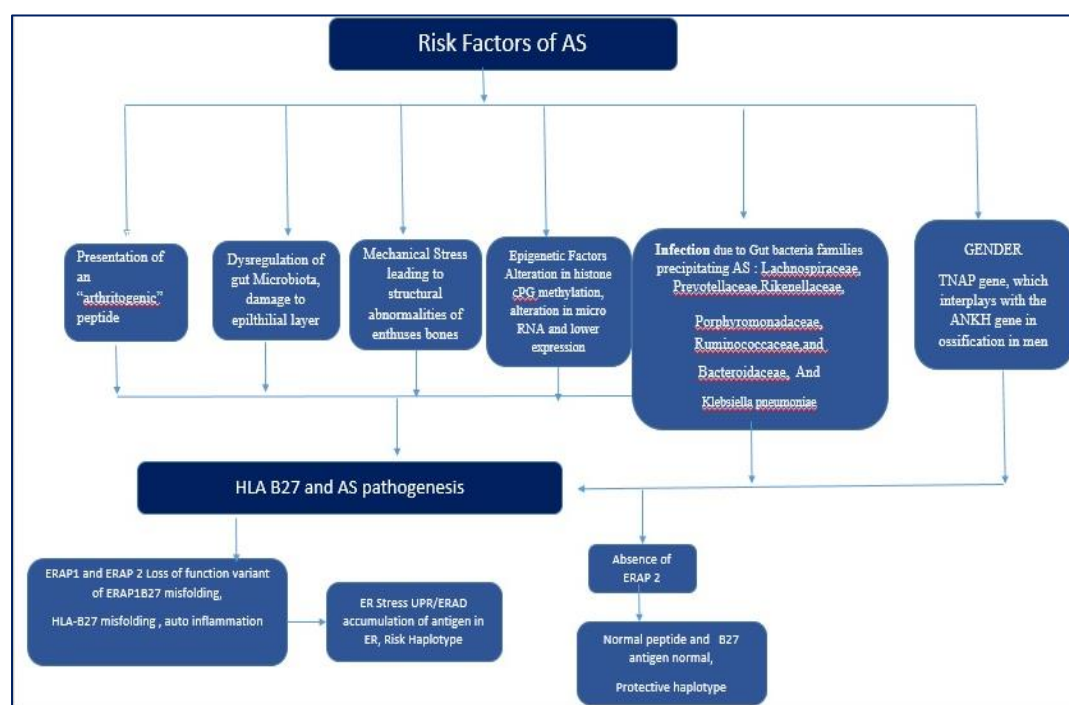 Risk Factors of AS
Presentation of
an
“arthritogenic”
peptide
Dysregulation of
gut Microbiota,
damage to
epilthilial layer
Mechanical Stress
leading to
structural
abnormalities of
enthuses bones
Epigenetic Factors
Alteration in histone
cPG methylation,
alteration in micro
RNA and lower
expression
Infection due to Gut bacteria families
precipitating AS : Lachnospiraceae,
Prevotellaceae,Rikenellaceae,
Porphyromonadaceae,
Ruminococcaceae,and
Bacteroidaceae, And
Klebsiella pneumoniae
GENDER
TNAP gene, which
interplays with the
ANKH gene in
ossification in men
HLA B27 and AS pathogenesis
ERAP1 and ERAP 2 Loss of function variant
of ERAP1B27 misfolding,
HLA-B27 misfolding , auto inflammation
ER Stress UPR/ERAD
accumulation of antigen in
ER, Risk Haplotype
Absence of
ERAP 2
Normal peptide and B27
antigen normal,
Protective haplotype